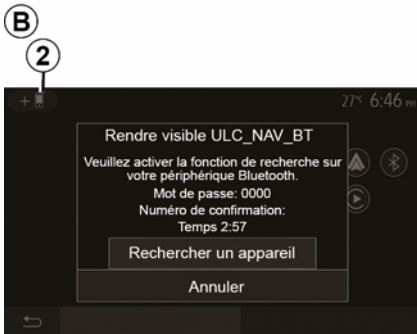 B
2
+
27°C 6:46 PM
Rendre visible ULC_NAV_BT
Veuillez activer la fonction de recherche sur
votre périphérique Bluetooth.
Mot de passe: 0000
Numéro de confirmation:
Temps 2:57
Rechercher un appareil
Annuler